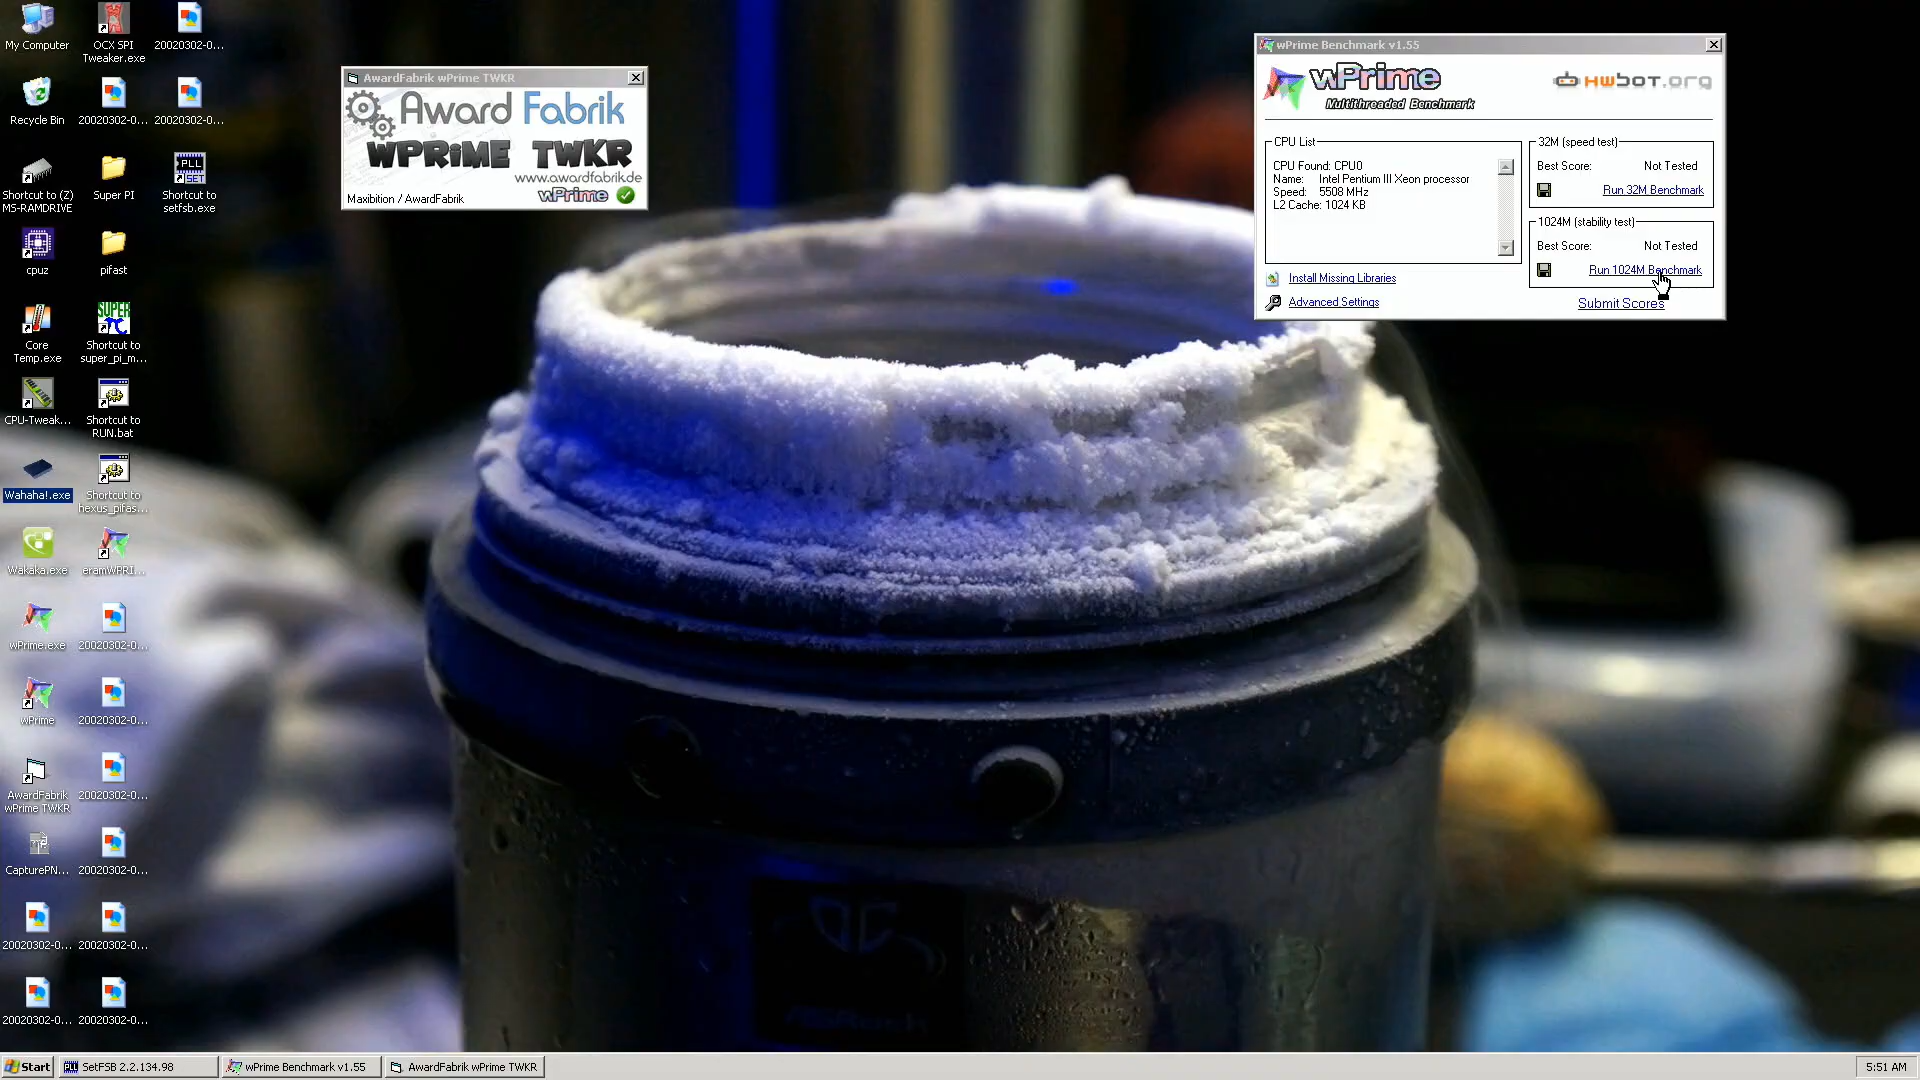 My Computer
OCX SPI
Tweaker.exe
20020302-0...
Recycle Bin
20020302-0...
20020302-0...
Shortcut to (Z)
MS-RAMDRIVE
Super PI
PLL
SET
Shortcut to
setfsb.exe
cpuz
pifast
Core
Temp.exe
SUPER
Shortcut to
super_pi_m...
CPU-Tweak...
Shortcut to
RUN.bat
Wahaha!.exe
Shortcut to
hexus_pifas...
Wakaka.exe
eramWPRI...
wPrime.exe
20020302-0...
wPrime
20020302-0...
AwardFabrik
wPrime TWKR
20020302-0...
CapturePN...
20020302-0...
20020302-0...
20020302-0...
20020302-0...
20020302-0...
AwardFabrik wPrime TWKR
Award Fabrik
WPRIME TWKR
www.awardfabrik.de
Maxibition / AwardFabrik
wPrime
wPrime Benchmark v1.55
wPrime
Multithreaded Benchmark
HWBOT.org
CPU List
CPU Found: CPU0
Name: Intel Pentium III Xeon processor
Speed: 5508 MHz
L2 Cache: 1024 KB
32M (speed test)
Best Score: Not Tested
Run 32M Benchmark
1024M (stability test)
Best Score: Not Tested
Run 1024M Benchmark
Install Missing Libraries
Advanced Settings
Submit Scores
Start
PLL
SetFSB 2.2.134.98
wPrime Benchmark v1.55
AwardFabrik wPrime TWKR
5:51 AM